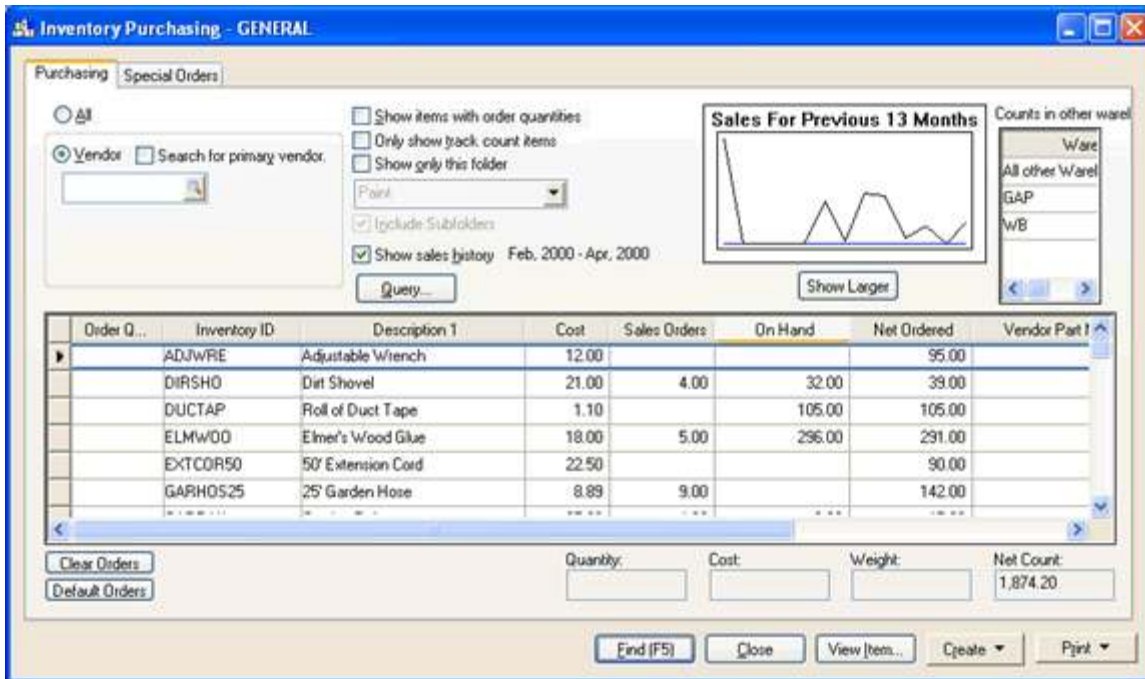 Inventory Purchasing - GENERAL
Purchasing Special Orders
All
Vendor Search for primary vendor.
Show items with order quantities
Only show track count items
Show only this folder
Paint
Include Subfolders
Show sales history Feb, 2000 - Apr, 2000
Query...
Sales For Previous 13 Months
Show Larger
Counts in other warel
Ware
All other Warel
GAP
WB
Order Q... Inventory ID Description 1 Cost Sales Orders On Hand Net Ordered Vendor Part
ADJWRE Adjustable Wrench 12.00 95.00
DIRSHO Dirt Shovel 21.00 4.00 32.00 39.00
DUCTAP Roll of Duct Tape 1.10 105.00 105.00
ELMWOO Elmer's Wood Glue 18.00 5.00 296.00 291.00
EXTCOR50 50' Extension Cord 22.50 90.00
GARHOS25 25' Garden Hose 8.89 9.00 142.00
Clear Orders
Default Orders
Quantity: Cost: Weight: Net Count:
1,874.20
Find (F5) Close View Item... Create Print